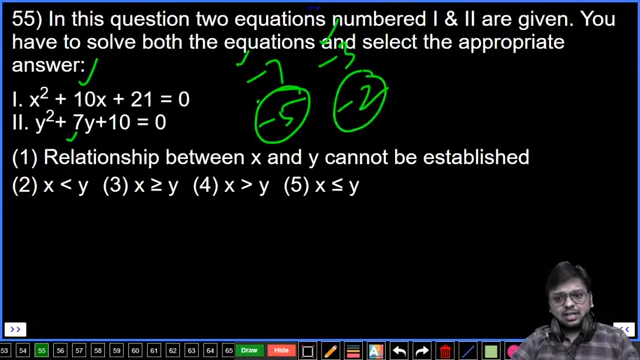 55) In this question two equations numbered I & II are given. You
have to solve both the equations and select the appropriate
answer:
-7 -3
I. x² + 10x + 21 = 0
-5 -2
II. y²+ 7y+10 = 0
(1) Relationship between x and y cannot be established
(2) x < y (3) x ≥ y (4) x > y (5) x ≤ y
>> 53 54 55 56 57 58 59 60 61 62 63 64 65 Draw Hide >>